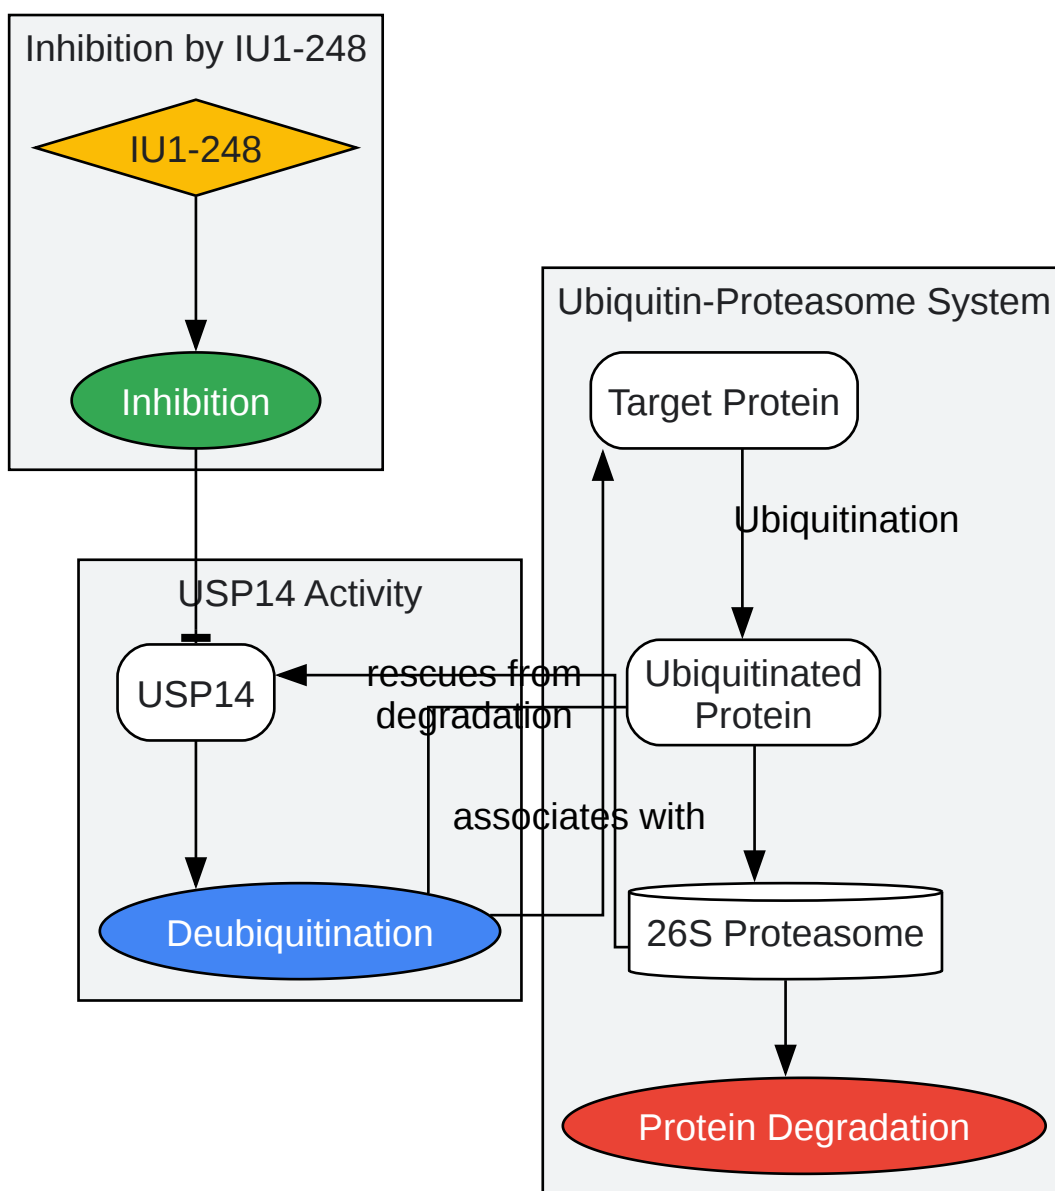 Inhibition by IU1-248
IU1-248
Inhibition
Ubiquitin-Proteasome System
Target Protein
Ubiquitination
USP14 Activity
USP14
rescues from
degradation
Ubiquitinated
Protein
associates with
Deubiquitination
26S Proteasome
Protein Degradation